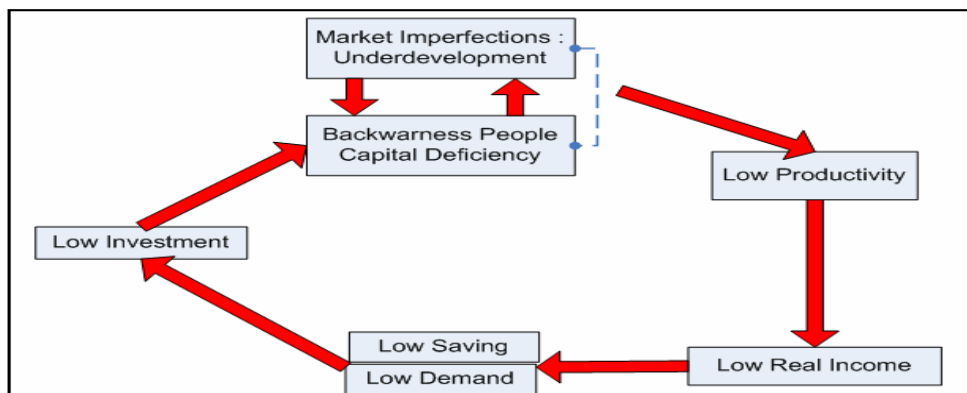 Market Imperfections :
Underdevelopment
Backwarness People
Capital Deficiency
Low Productivity
Low Investment
Low Saving
Low Demand
Low Real Income